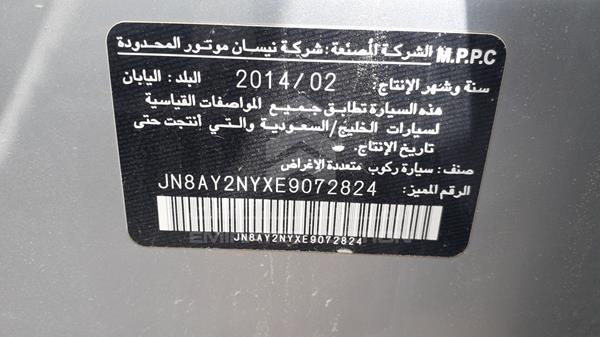 M.P.P.C الشركة المصنعة: شركة نيسان موتور المحدودة
سنة وشهر الإنتاج: 2014/02 البلد: اليابان
هذه السيارة تطابق جميع المواصفات القياسية
لسيارات الخليج/السعودية والتي أنتجت حتى
تاريخ الإنتاج.
صنف: سيارة ركوب متعددة الاغراض
الرقم المميز: JN8AY2NYXE9072824
JN8AY2NYXE9072824